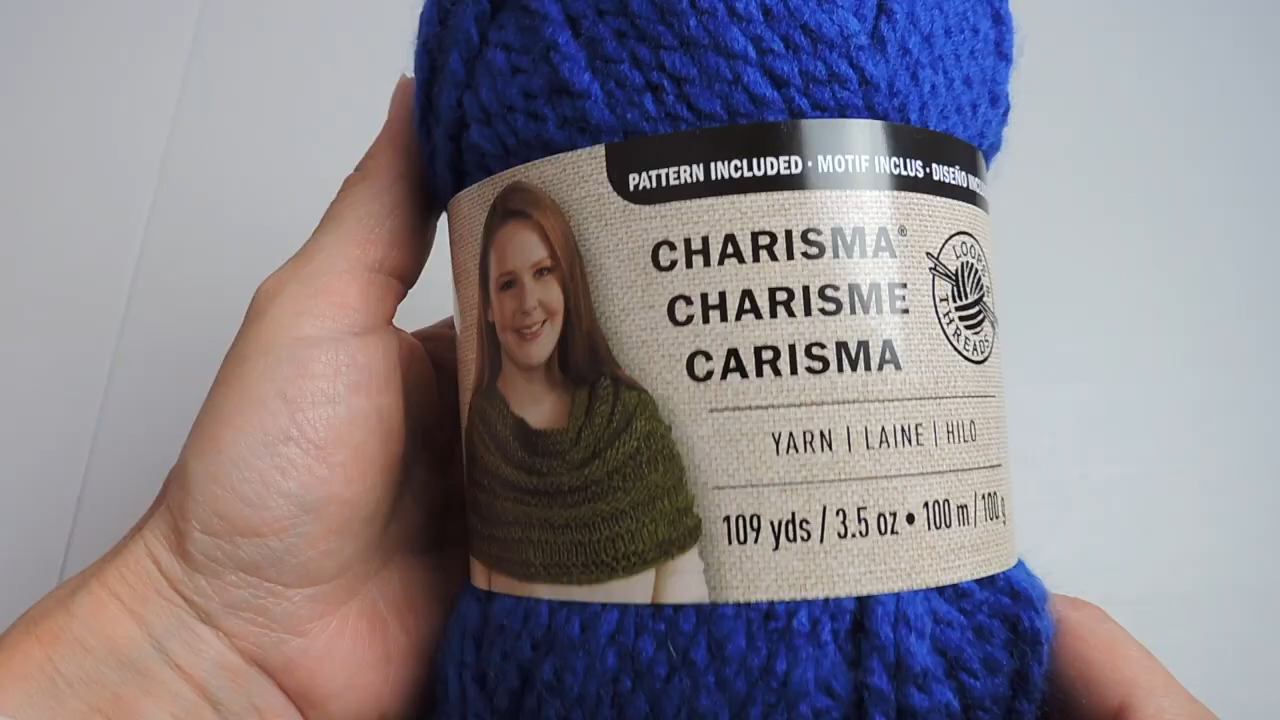 PATTERN INCLUDED · MOTIF INCLUS · DISEÑO
CHARISMA®
CHARISME
CARISMA
LOOPS
THREADS
YARN | LAINE | HILO
109 yds / 3.5 oz • 100 m / 100 g